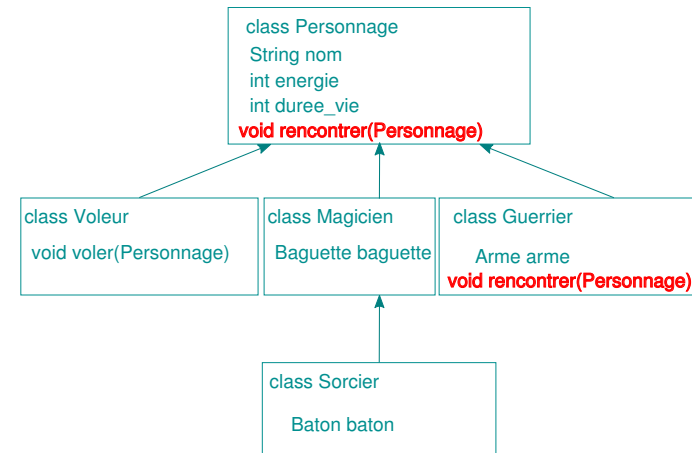 class Personnage
String nom
int energie
int duree_vie
void rencontrer(Personnage)
class Voleur
void voler(Personnage)
class Magicien
Baguette baguette
class Guerrier
Arme arme
void rencontrer(Personnage)
class Sorcier
Baton baton